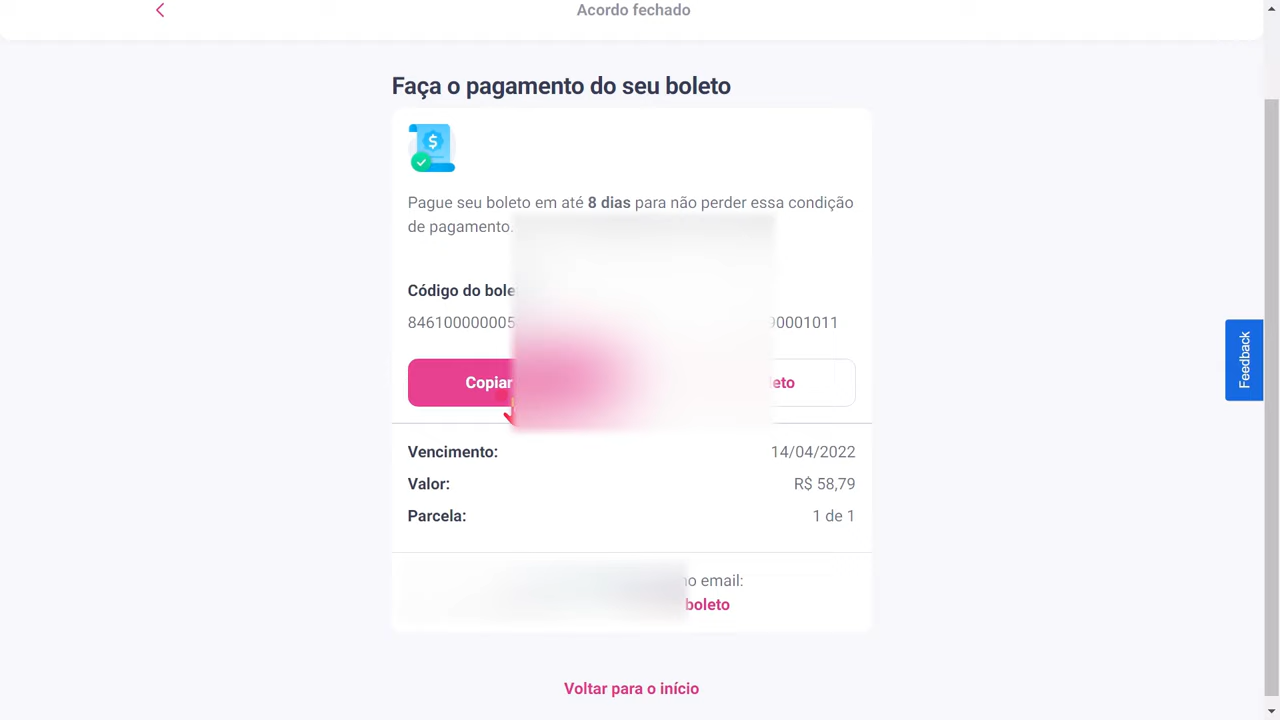 Acordo fechado
Faça o pagamento do seu boleto
Pague seu boleto em até 8 dias para não perder essa condição
de pagamento.
Código do bole
846100000005 90001011
Copiar eto
Feedback
Vencimento: 14/04/2022
Valor: R$ 58,79
Parcela: 1 de 1
no email:
boleto
Voltar para o início